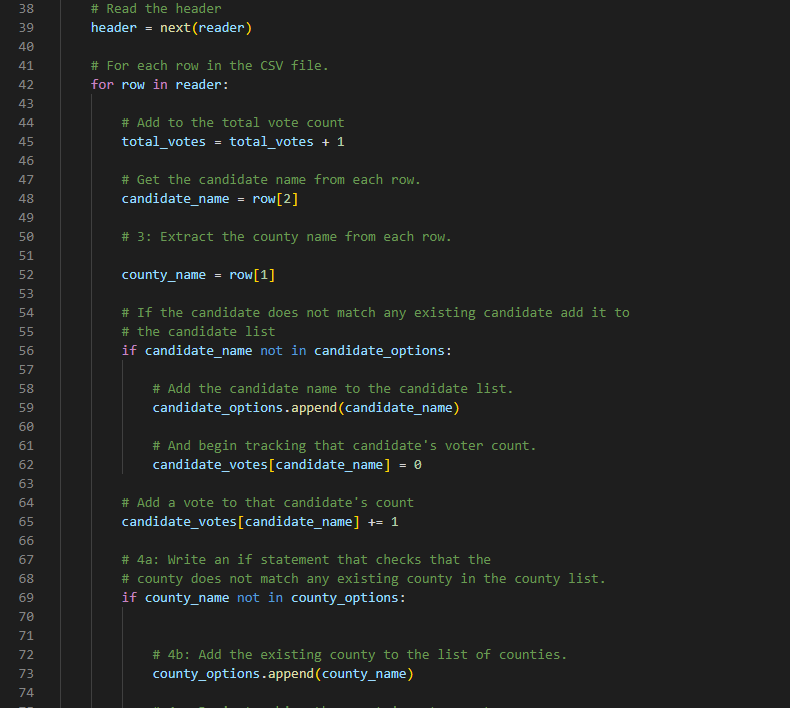 38 # Read the header
39 header = next(reader)
40
41 # For each row in the CSV file.
42 for row in reader:
43
44 # Add to the total vote count
45 total_votes = total_votes + 1
46
47 # Get the candidate name from each row.
48 candidate_name = row[2]
49
50 # 3: Extract the county name from each row.
51
52 county_name = row[1]
53
54 # If the candidate does not match any existing candidate add it to
55 # the candidate list
56 if candidate_name not in candidate_options:
57
58 # Add the candidate name to the candidate list.
59 candidate_options.append(candidate_name)
60
61 # And begin tracking that candidate's voter count.
62 candidate_votes[candidate_name] = 0
63
64 # Add a vote to that candidate's count
65 candidate_votes[candidate_name] += 1
66
67 # 4a: Write an if statement that checks that the
68 # county does not match any existing county in the county list.
69 if county_name not in county_options:
70
71
72 # 4b: Add the existing county to the list of counties.
73 county_options.append(county_name)
74